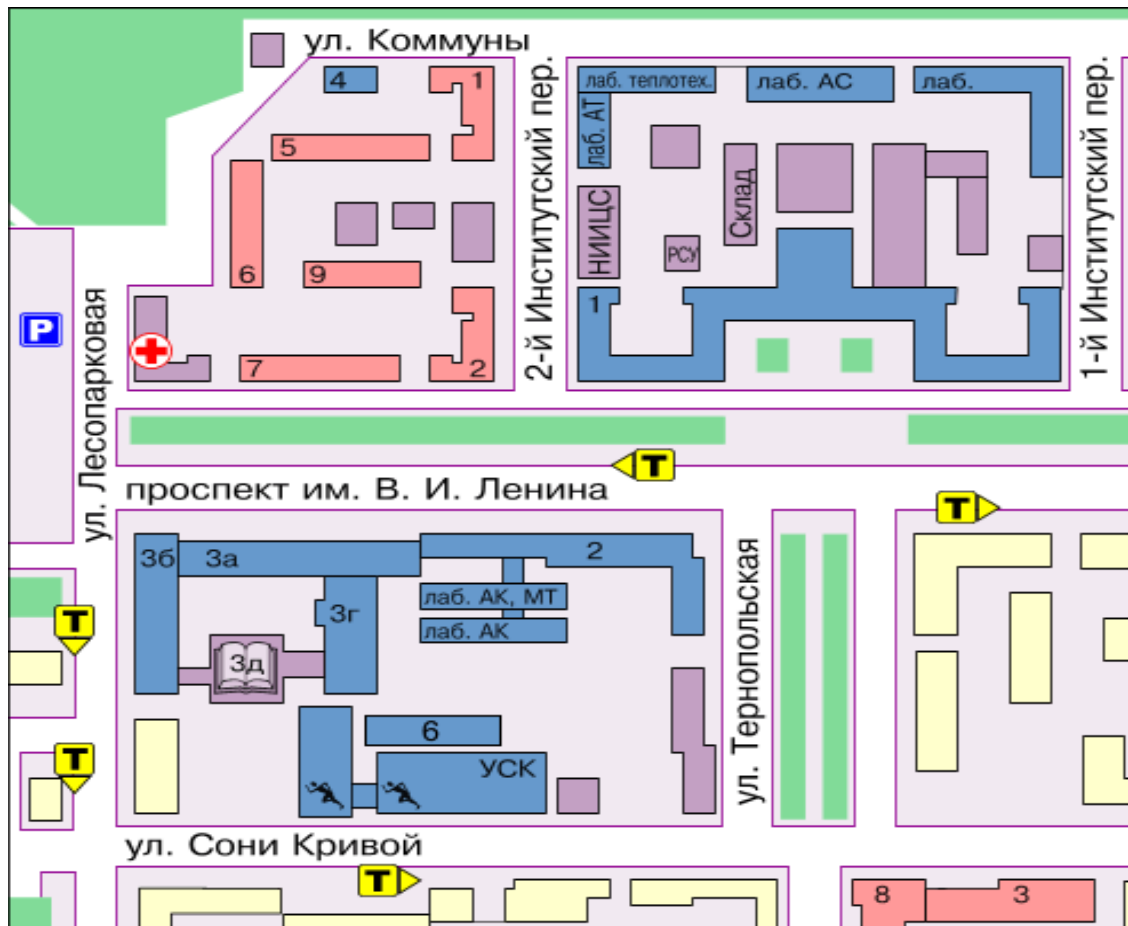 ул. Коммуны
4
1
5
6
9
7
2
2-й Институтский пер.
лаб. теплотех.
лаб. АС
лаб.
лаб. АТ
НИИЦС
РСУ
Склад
1
1-й Институтский пер.
P
ул. Лесопарковая
T
проспект им. В. И. Ленина
T
3б
3а
2
3г
лаб. АК, МТ
лаб. АК
3д
6
УСК
ул. Тернопольская
T
T
ул. Сони Кривой
T
8
3